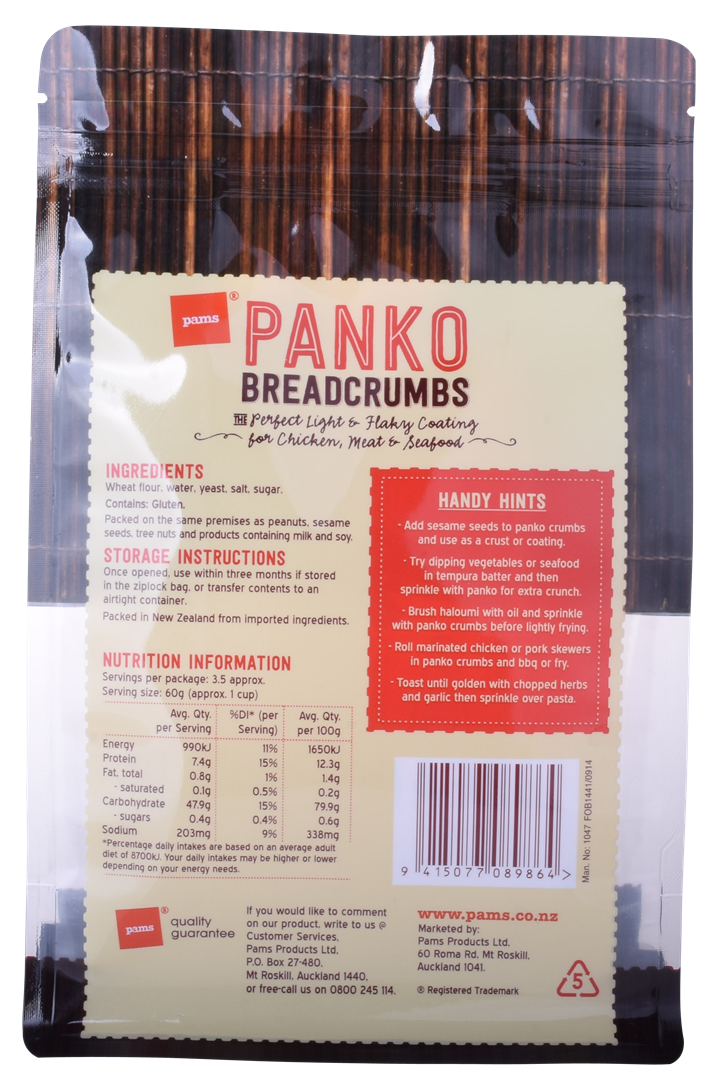 pams ®
PANKO
BREADCRUMBS
THE Perfect Light & Flaky Coating
for Chicken, Meat & Seafood
INGREDIENTS
Wheat flour, water, yeast, salt, sugar.
Contains: Gluten.
Packed on the same premises as peanuts, sesame
seeds, tree nuts and products containing milk and soy.
STORAGE INSTRUCTIONS
Once opened, use within three months if stored
in the ziplock bag, or transfer contents to an
airtight container.
Packed in New Zealand from imported ingredients.
NUTRITION INFORMATION
Servings per package: 3.5 approx.
Serving size: 60g (approx. 1 cup)
Avg. Qty. %DI* (per Avg. Qty.
per Serving Serving) per 100g
Energy 990kJ 11% 1650kJ
Protein 7.4g 15% 12.3g
Fat, total 0.8g 1% 1.4g
- saturated 0.1g 0.5% 0.2g
Carbohydrate 47.9g 15% 79.9g
- sugars 0.4g 0.4% 0.6g
Sodium 203mg 9% 338mg
*Percentage daily intakes are based on an average adult
diet of 8700kJ. Your daily intakes may be higher or lower
depending on your energy needs.
HANDY HINTS
- Add sesame seeds to panko crumbs
and use as a crust or coating.
- Try dipping vegetables or seafood
in tempura batter and then
sprinkle with panko for extra crunch.
- Brush haloumi with oil and sprinkle
with panko crumbs before lightly frying.
- Roll marinated chicken or pork skewers
in panko crumbs and bbq or fry.
- Toast until golden with chopped herbs
and garlic then sprinkle over pasta.
9 415077 089864 >
Man. No: 1047 FOB1441/0914
pams ®
quality
guarantee
If you would like to comment
on our product, write to us @
Customer Services,
Pams Products Ltd,
P.O. Box 27-480,
Mt Roskill, Auckland 1440,
or free-call us on 0800 245 114.
www.pams.co.nz
Marketed by:
Pams Products Ltd,
60 Roma Rd, Mt Roskill,
Auckland 1041.
® Registered Trademark
5